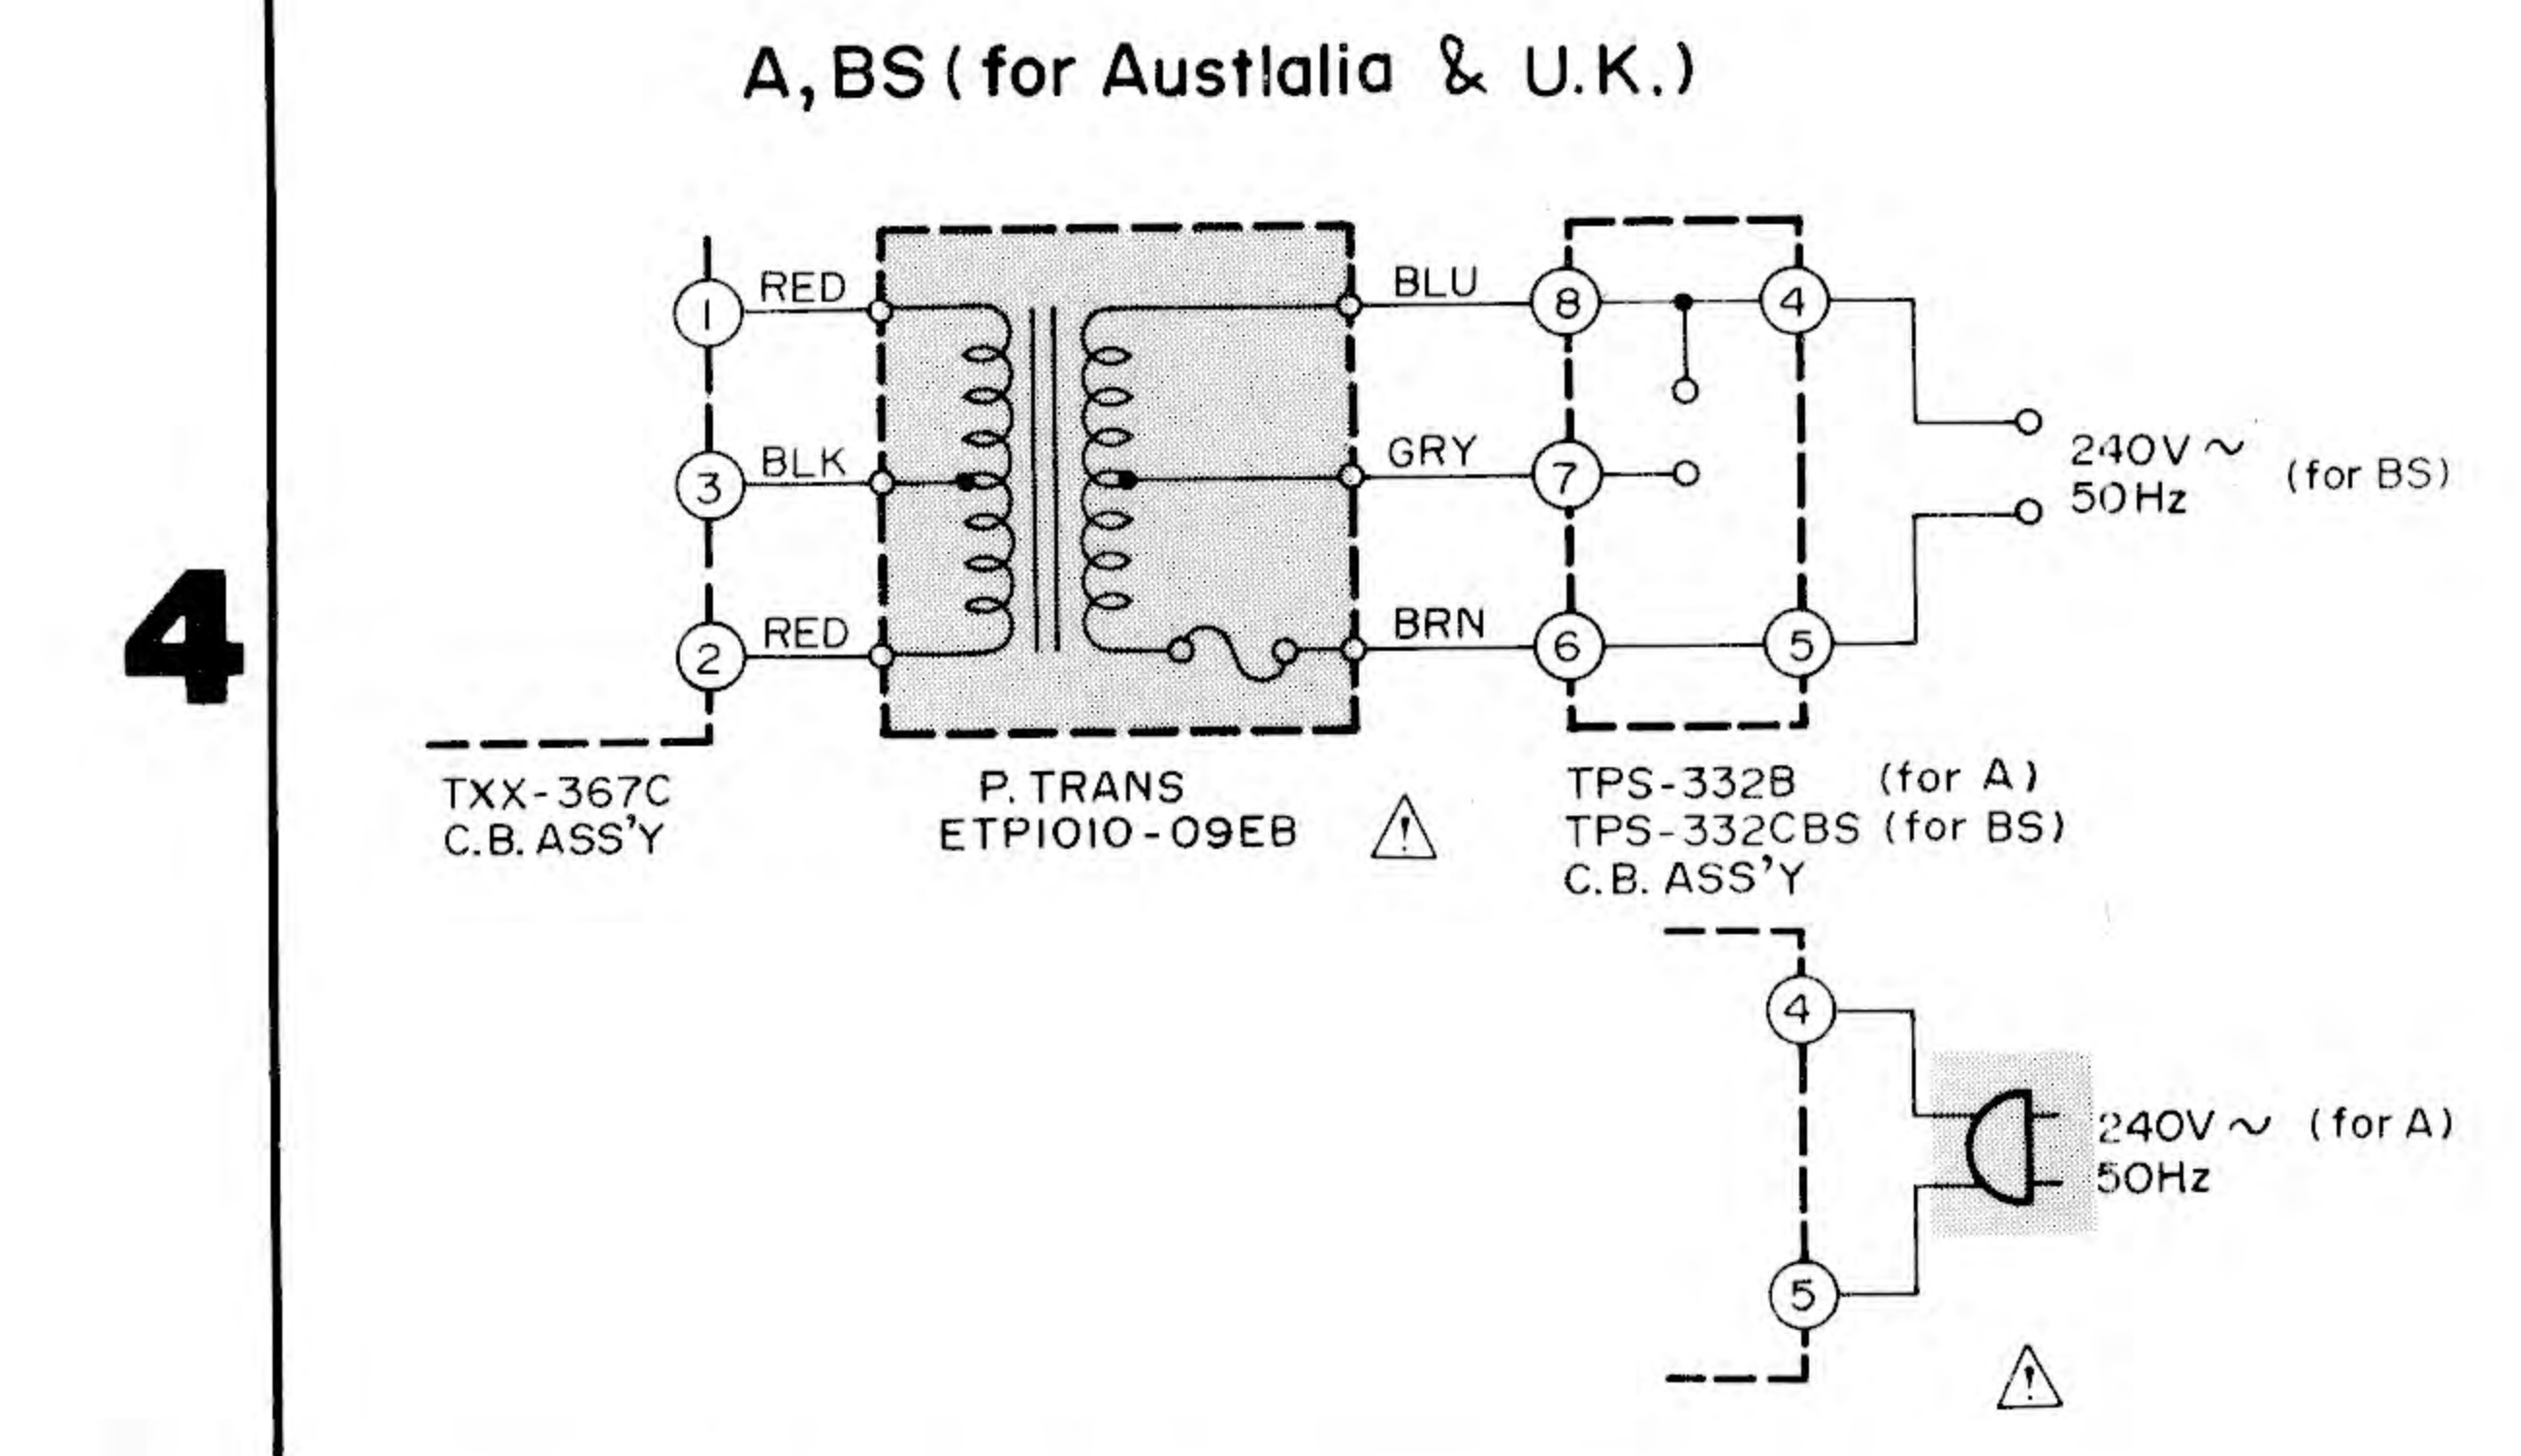 A, BS (for Austlalia & U.K.)
1
RED
BLU
8
4
3
BLK
GRY
7
240V ~
50Hz
(for BS)
4
2
RED
BRN
6
5
TXX-367C
C.B. ASS'Y
P. TRANS
ETP1010-09EB
!
TPS-332B (for A)
TPS-332CBS (for BS)
C.B. ASS'Y
4
240V ~ (for A)
50Hz
5
!